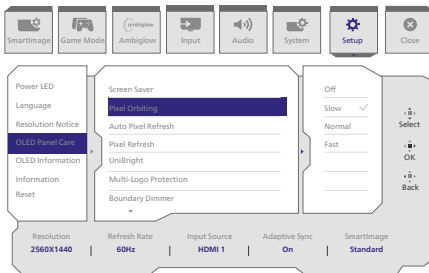 SmartImage
Game Mode
ambiglow
Ambiglow
Input
Audio
System
Setup
Close
Power LED
Language
Resolution Notice
OLED Panel Care
OLED Information
Information
Reset
Screen Saver
Pixel Orbiting
Auto Pixel Refresh
Pixel Refresh
UniBright
Multi-Logo Protection
Boundary Dimmer
Off
Slow
Normal
Fast
Select
OK
Back
Resolution Refresh Rate Input Source Adaptive Sync SmartImage
2560X1440 | 60Hz | HDMI 1 | On | Standard